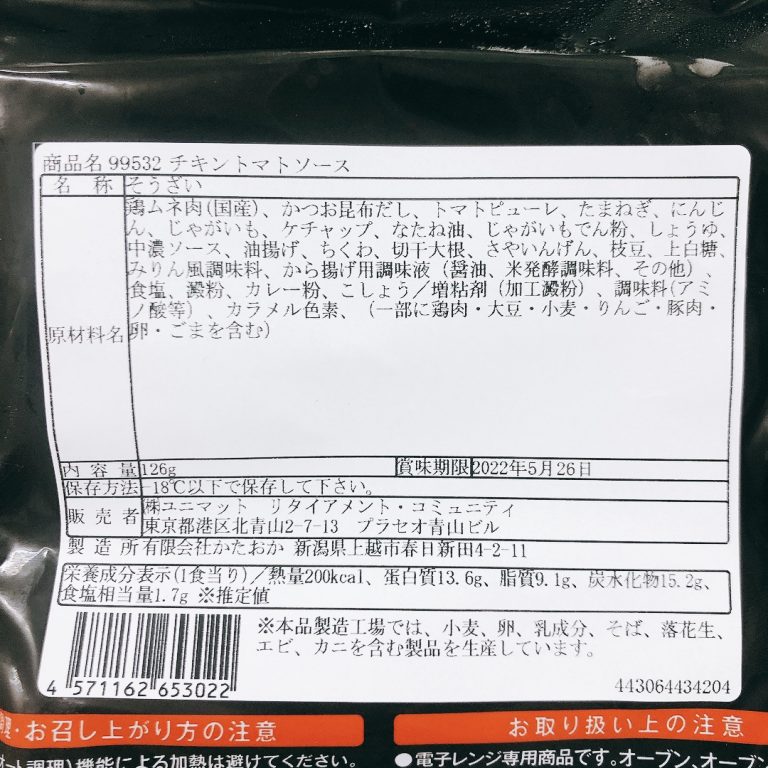 商品名 99532 チキントマトソース
名 称 そうざい
原材料名
鶏ムネ肉(国産)、かつお昆布だし、トマトピューレ、たまねぎ、にんじ
ん、じゃがいも、ケチャップ、なたね油、じゃがいもでん粉、しょうゆ、
中濃ソース、油揚げ、ちくわ、切干大根、さやいんげん、枝豆、上白糖、
みりん風調味料、から揚げ用調味液（醤油、米発酵調味料、その他）、
食塩、澱粉、カレー粉、こしょう／増粘剤（加工澱粉）、調味料(アミ
ノ酸等）、カラメル色素、（一部に鶏肉・大豆・小麦・りんご・豚肉・
卵・ごまを含む)
内 容 量 126g 賞味期限 2022年5月26日
保存方法 -18℃以下で保存して下さい。
販 売 者 ㈱ユニマット リタイアメント・コミュニティ
東京都港区北青山2-7-13 プラセオ青山ビル
製 造 所 有限会社かたおか 新潟県上越市春日新田4-2-11
栄養成分表示(1食当り)／熱量200kcal、蛋白質13.6g、脂質9.1g、炭水化物15.2g、
食塩相当量1.7g ※推定値
※本品製造工場では、小麦、卵、乳成分、そば、落花生、
エビ、カニを含む製品を生産しています。
4 571162 653022
443064434204
理・お召し上がり方の注意
ート調理)機能による加熱は避けてください。
お取り扱い上の注意
●電子レンジ専用商品です。オーブン、オーブン